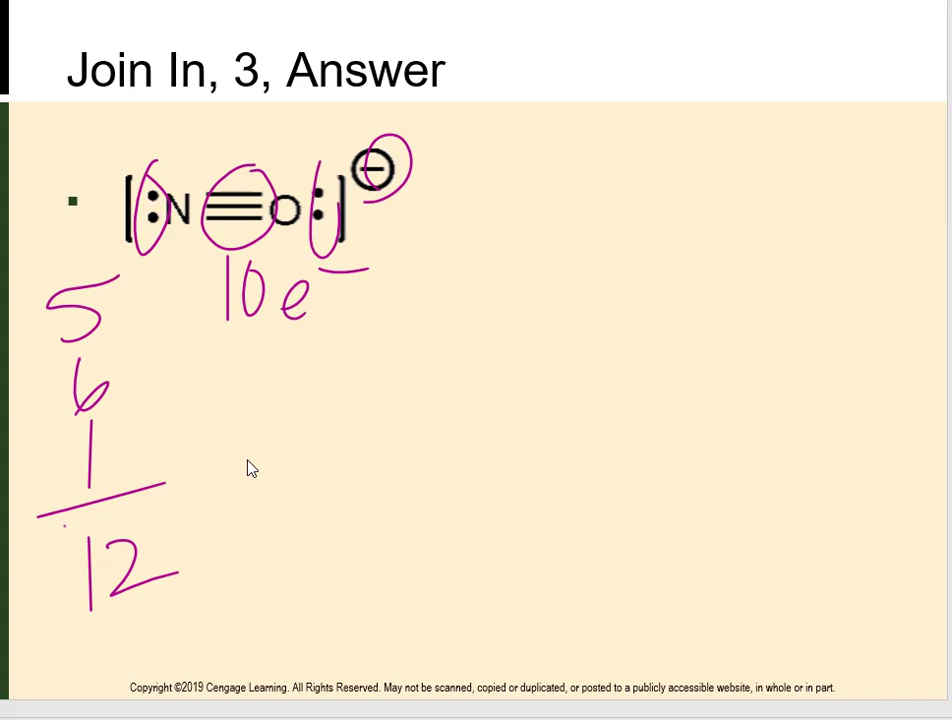 Join In, 3, Answer
[:N≡O:]⊖
10e⁻
5
6
1
12
Copyright ©2019 Cengage Learning. All Rights Reserved. May not be scanned, copied or duplicated, or posted to a publicly accessible website, in whole or in part.